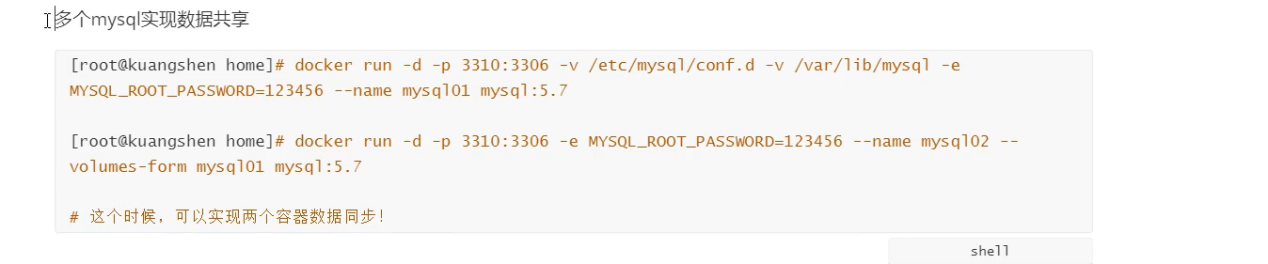 多个mysql实现数据共享
[root@kuangshen home]# docker run -d -p 3310:3306 -v /etc/mysql/conf.d -v /var/lib/mysql -e
MYSQL_ROOT_PASSWORD=123456 --name mysql01 mysql:5.7
[root@kuangshen home]# docker run -d -p 3310:3306 -e MYSQL_ROOT_PASSWORD=123456 --name mysql02 --
volumes-form mysql01 mysql:5.7
# 这个时候，可以实现两个容器数据同步！
shell